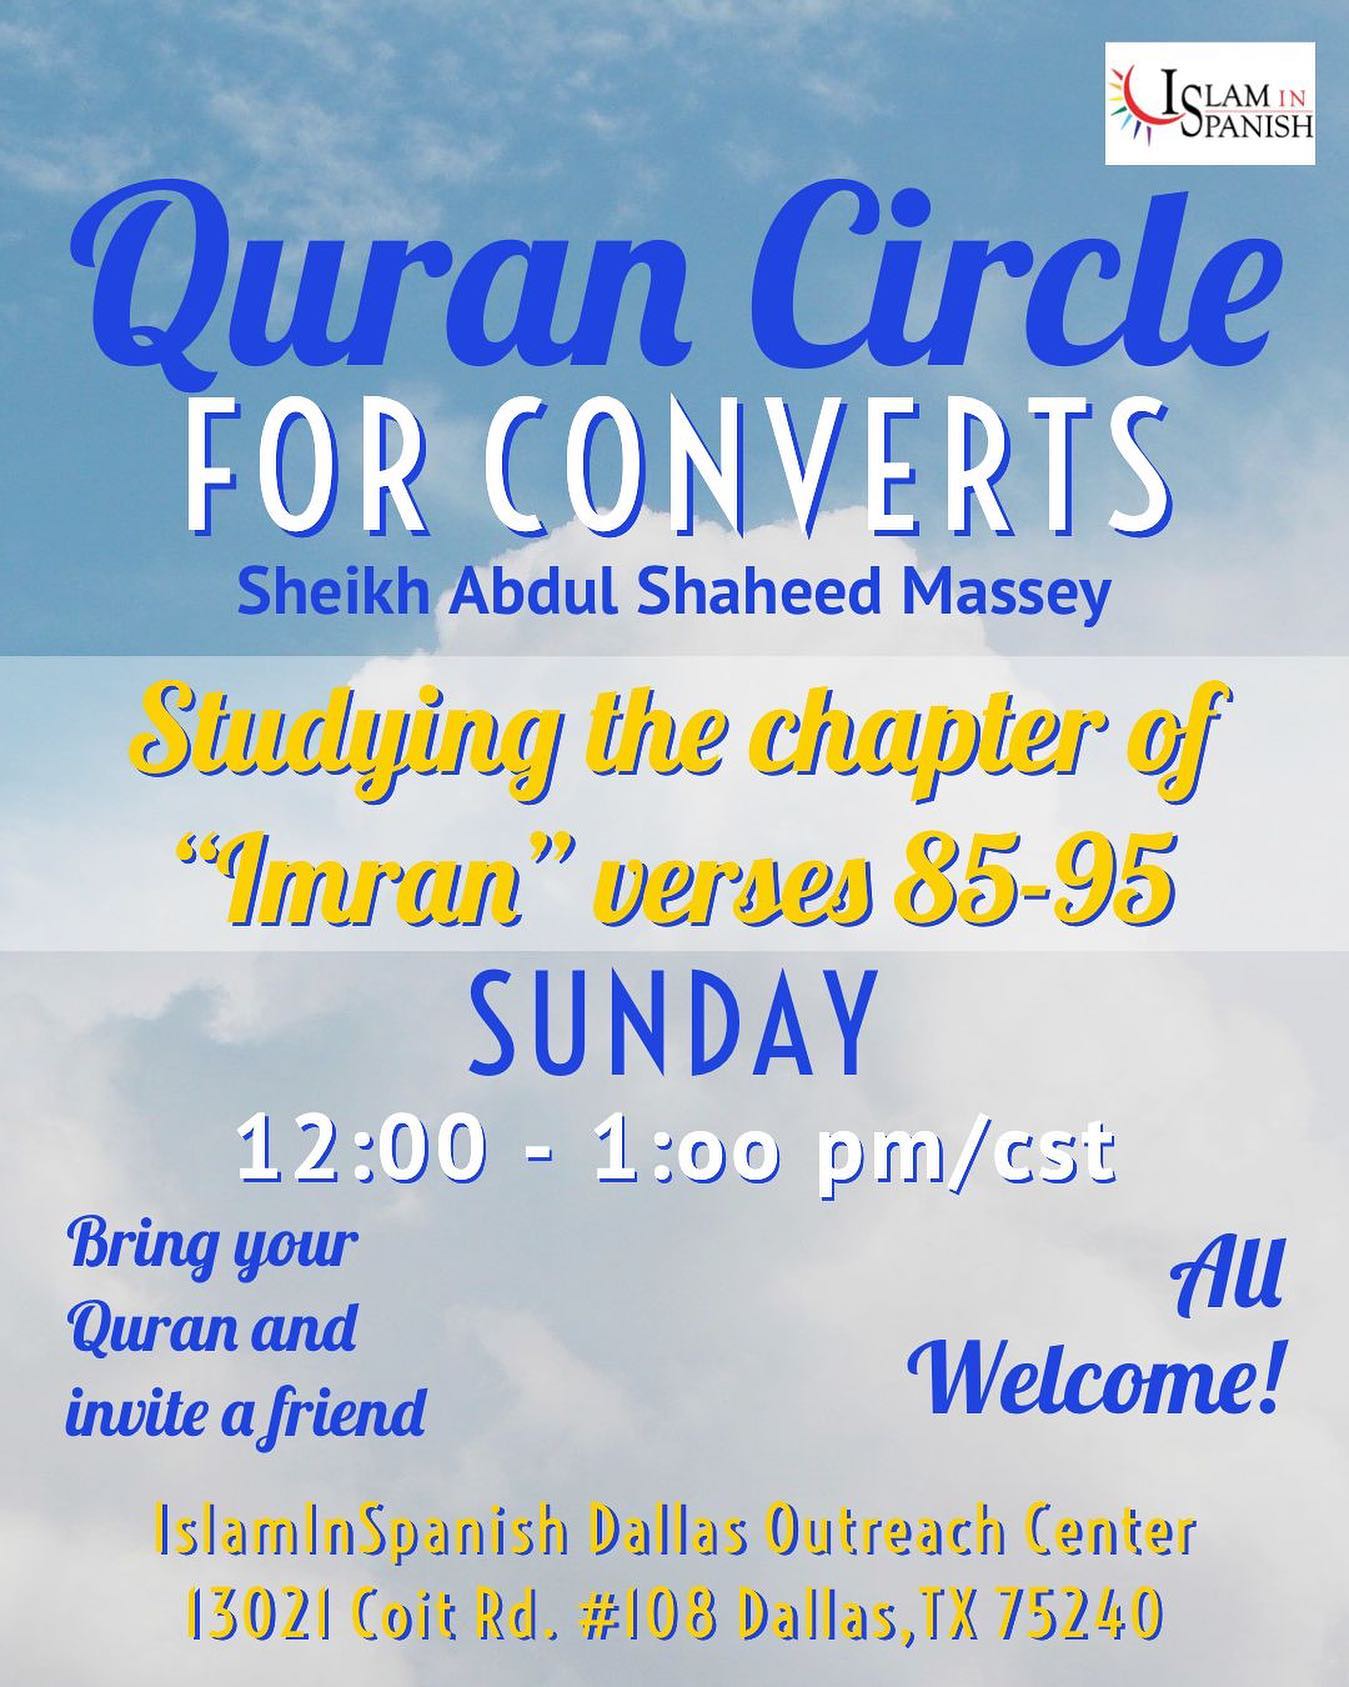 ISLAM IN
SPANISH
Quran Circle
FOR CONVERTS
Sheikh Abdul Shaheed Massey
Studying the chapter of
“Imran” verses 85-95
SUNDAY
12:00 - 1:oo pm/cst
Bring your
Quran and
invite a friend
All
Welcome!
IslamInSpanish Dallas Outreach Center
13021 Coit Rd. #108 Dallas,TX 75240